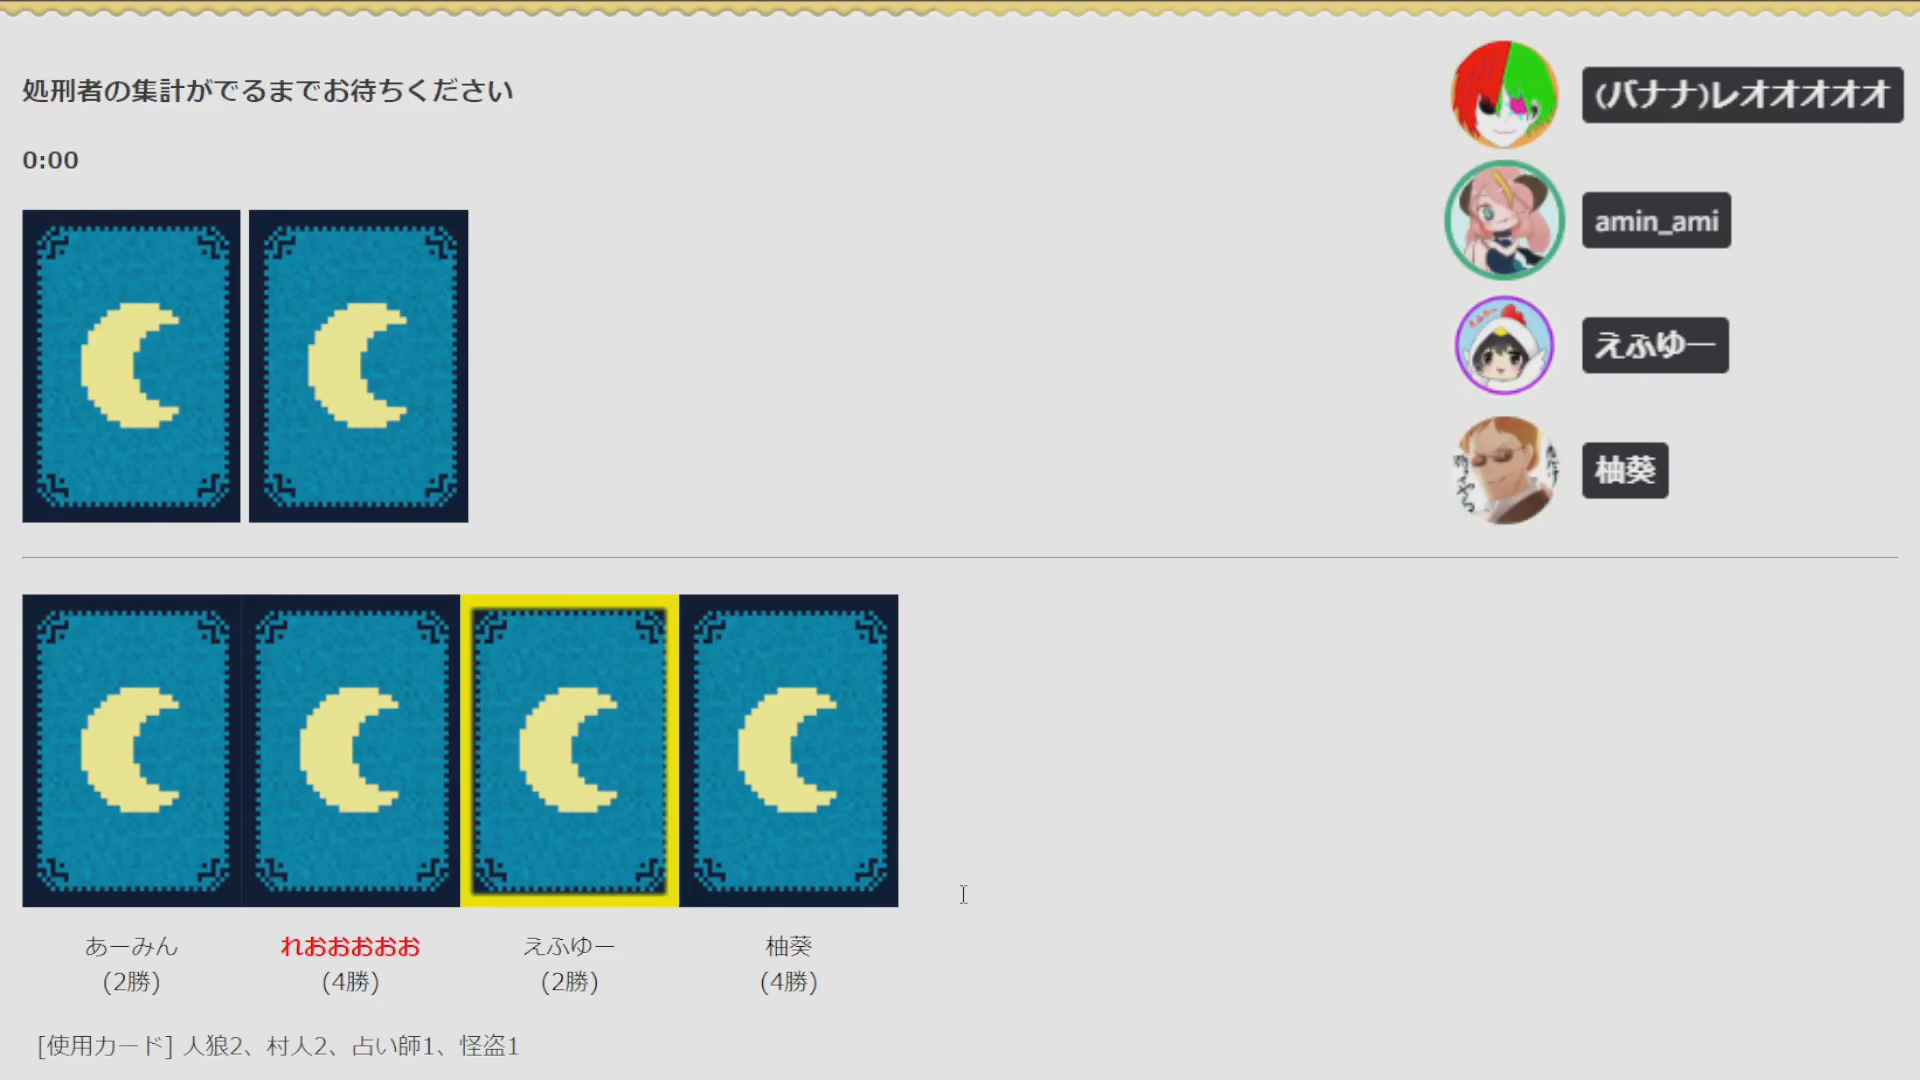 処刑者の集計がでるまでお待ちください
0:00
(バナナ)レオオオオオ
amin_ami
えふゆー
柚葵
あーみん
(2勝)
れおおおおお
(4勝)
えふゆー
(2勝)
柚葵
(4勝)
[使用カード] 人狼2、村人2、占い師1、怪盗1